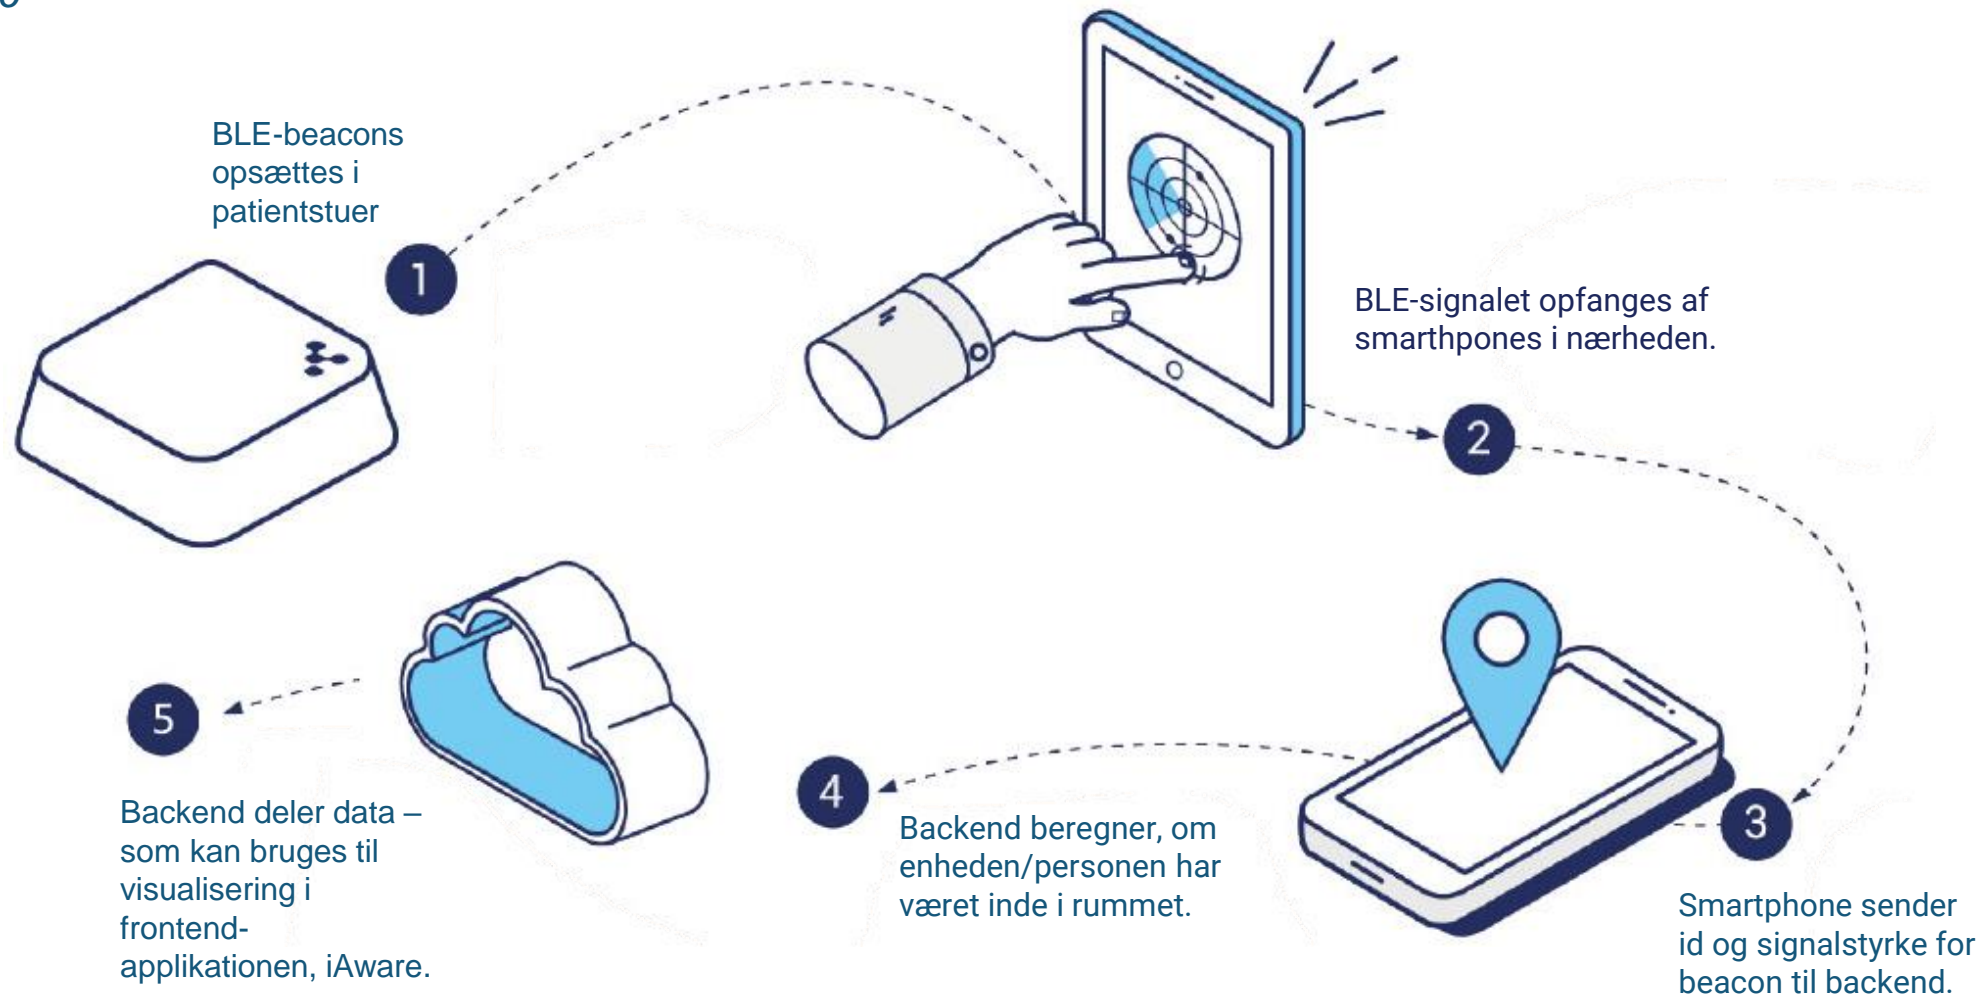 BLE-beacons
opsættes i
patientstuer
1
BLE-signalet opfanges af
smarthpones i nærheden.
2
3
Smartphone sender
id og signalstyrke for
beacon til backend.
4
Backend beregner, om
enheden/personen har
været inde i rummet.
5
Backend deler data –
som kan bruges til
visualisering i
frontend-
applikationen, iAware.